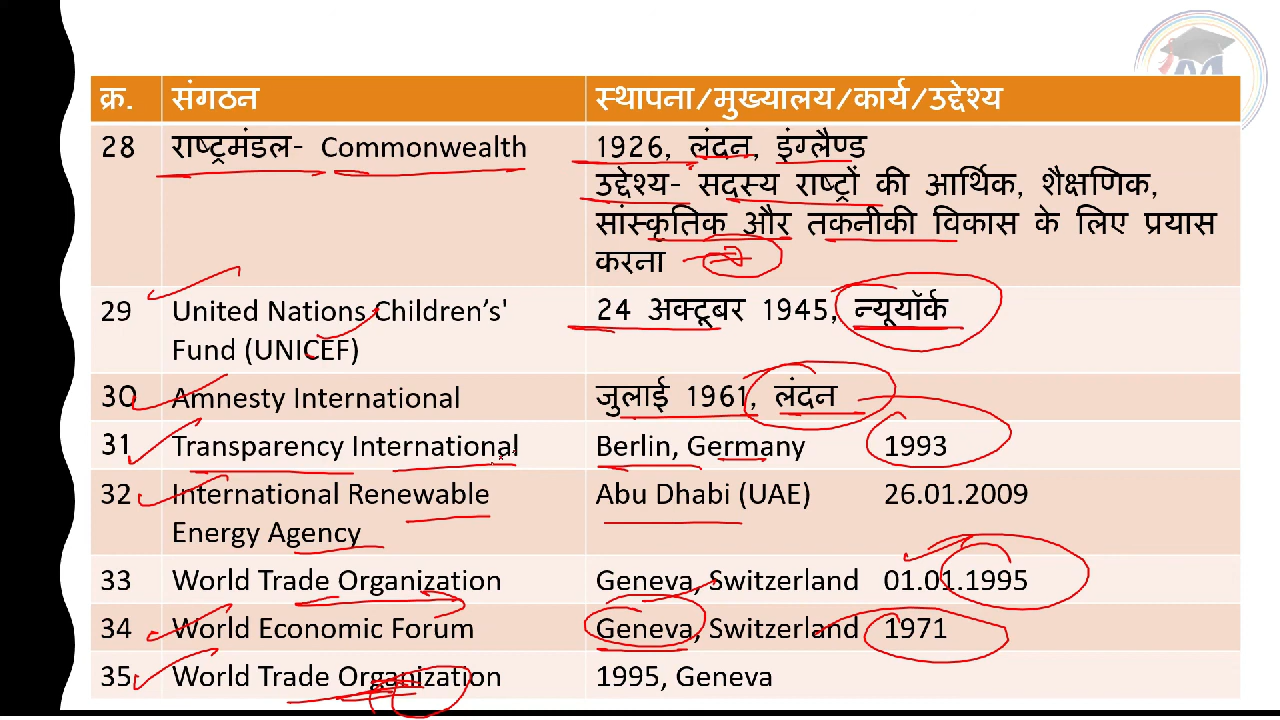 क्र. संगठन स्थापना/मुख्यालय/कार्य/उद्देश्य
28 राष्ट्रमंडल- Commonwealth 1926, लंदन, इंग्लैण्ड
उद्देश्य- सदस्य राष्ट्रों की आर्थिक, शैक्षणिक,
सांस्कृतिक और तकनीकी विकास के लिए प्रयास
करना
29 United Nations Children’s' 24 अक्टूबर 1945, न्यूयॉर्क
Fund (UNICEF)
30 Amnesty International जुलाई 1961, लंदन
31 Transparency International Berlin, Germany 1993
32 International Renewable Abu Dhabi (UAE) 26.01.2009
Energy Agency
33 World Trade Organization Geneva, Switzerland 01.01.1995
34 World Economic Forum Geneva, Switzerland 1971
35 World Trade Organization 1995, Geneva